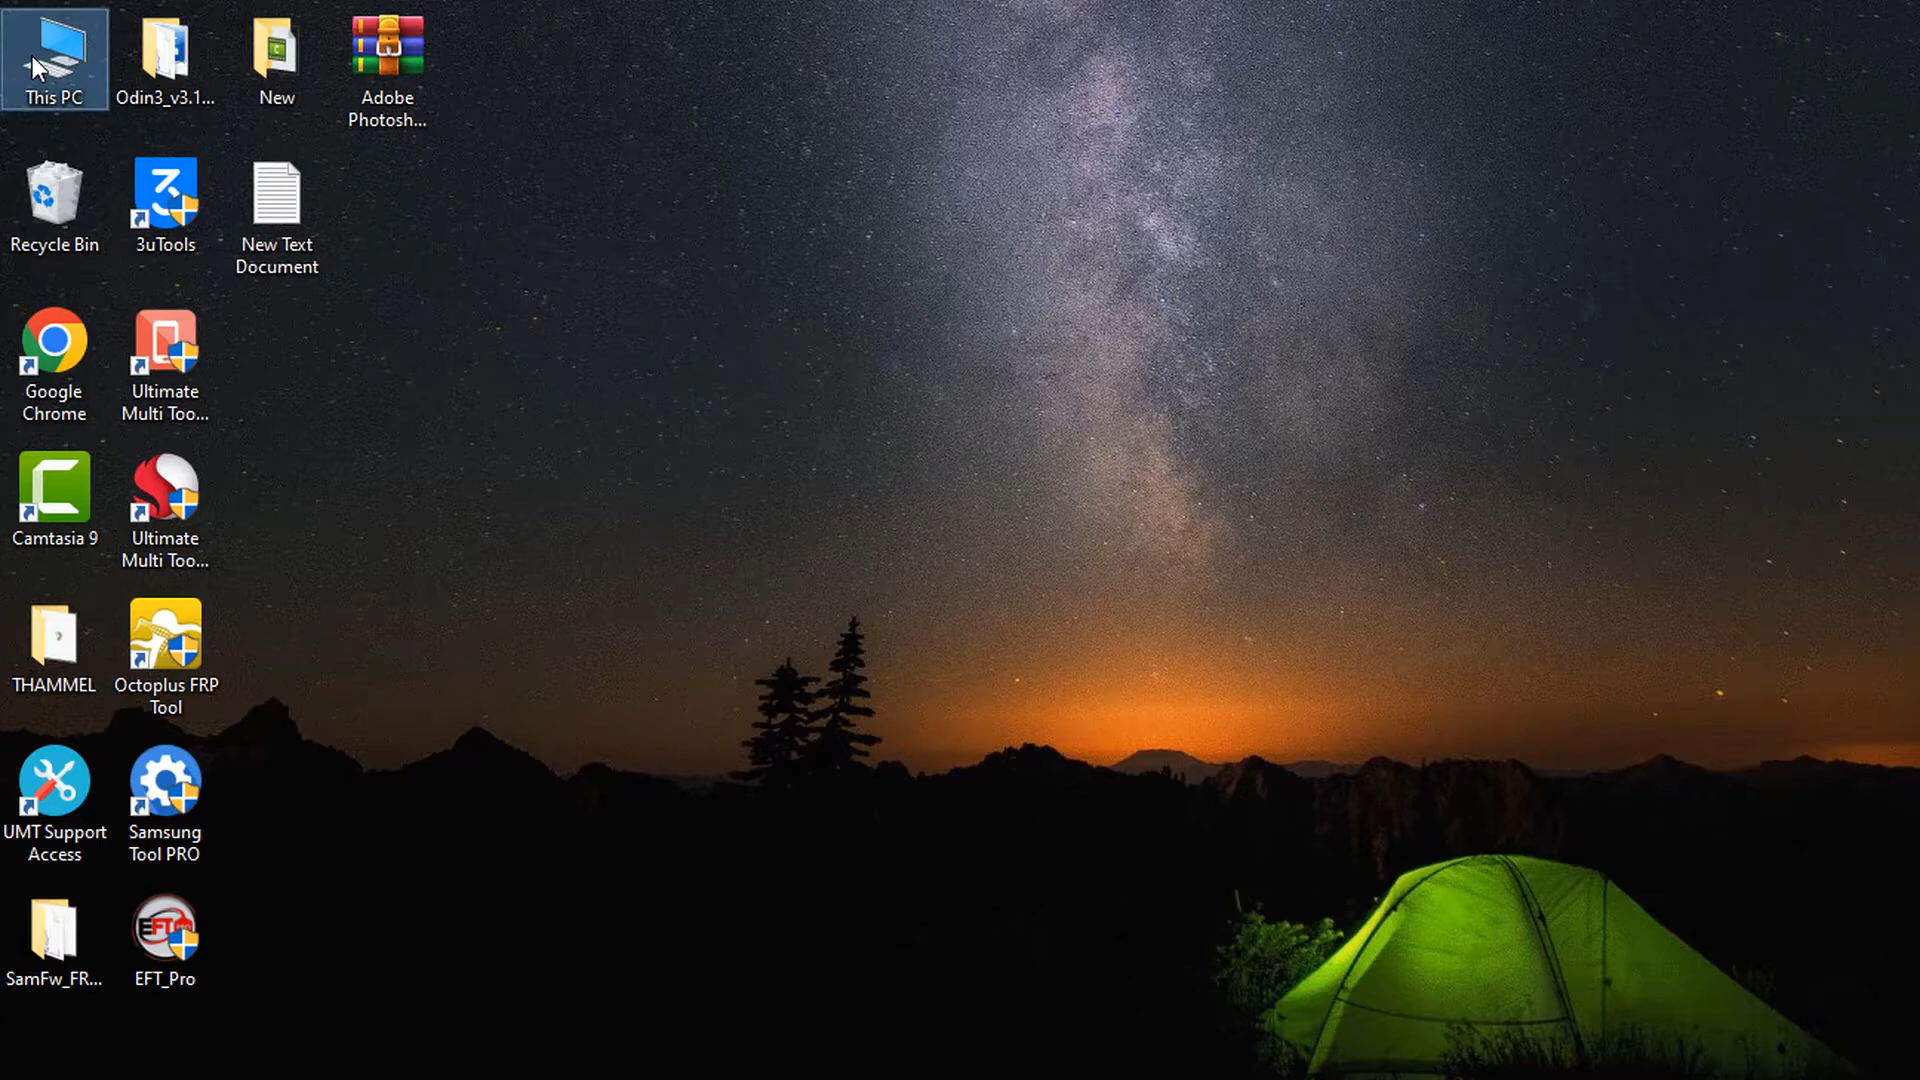 This PC
Odin3_v3.1...
New
Adobe
Photosh...
Recycle Bin
3uTools
New Text
Document
Google
Chrome
Ultimate
Multi Too...
Camtasia 9
Ultimate
Multi Too...
THAMMEL
Octoplus FRP
Tool
UMT Support
Access
Samsung
Tool PRO
SamFw_FR...
EFT
EFT_Pro